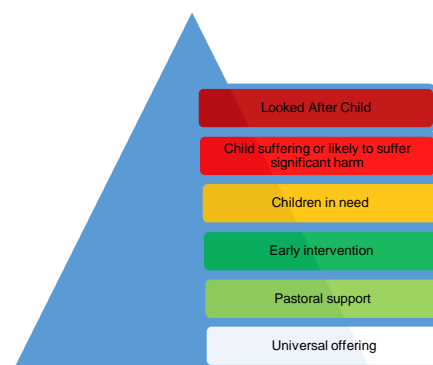 Looked After Child
Child suffering or likely to suffer
significant harm
Children in need
Early intervention
Pastoral support
Universal offering